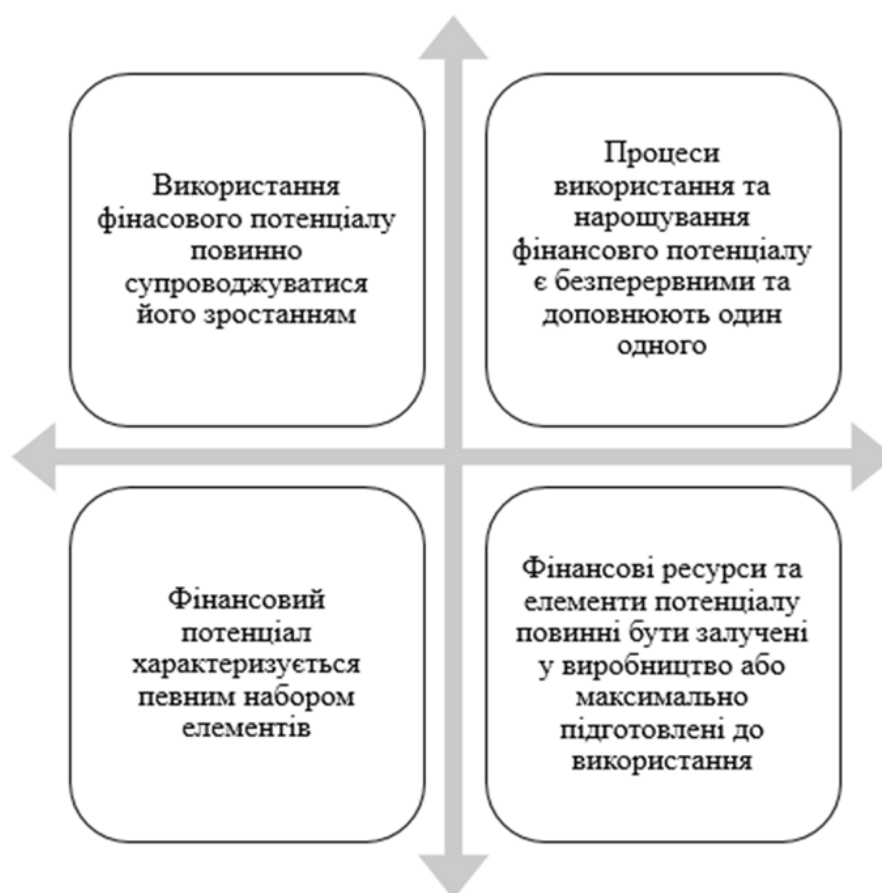 Використання
фінасового потенціалу
повинно
супроводжуватися
його зростанням
Процеси
використання та
нарощування
фінансовго потенціалу
є безперервними та
доповнюють один
одного
Фінансовий
потенціал
характеризується
певним набором
елементів
Фінансові ресурси та
елементи потенціалу
повинні бути залучені
у виробництво або
максимально
підготовлені до
використання